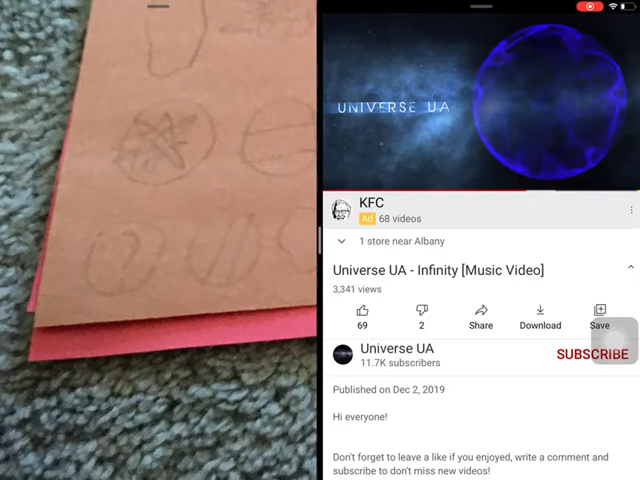 UNIVERSE UA
KFC
Ad 68 videos
1 store near Albany
Universe UA - Infinity [Music Video]
3,341 views
69
2
Share
Download
Save
Universe UA
11.7K subscribers
SUBSCRIBE
Published on Dec 2, 2019
Hi everyone!
Don't forget to leave a like if you enjoyed, write a comment and
subscribe to don't miss new videos!